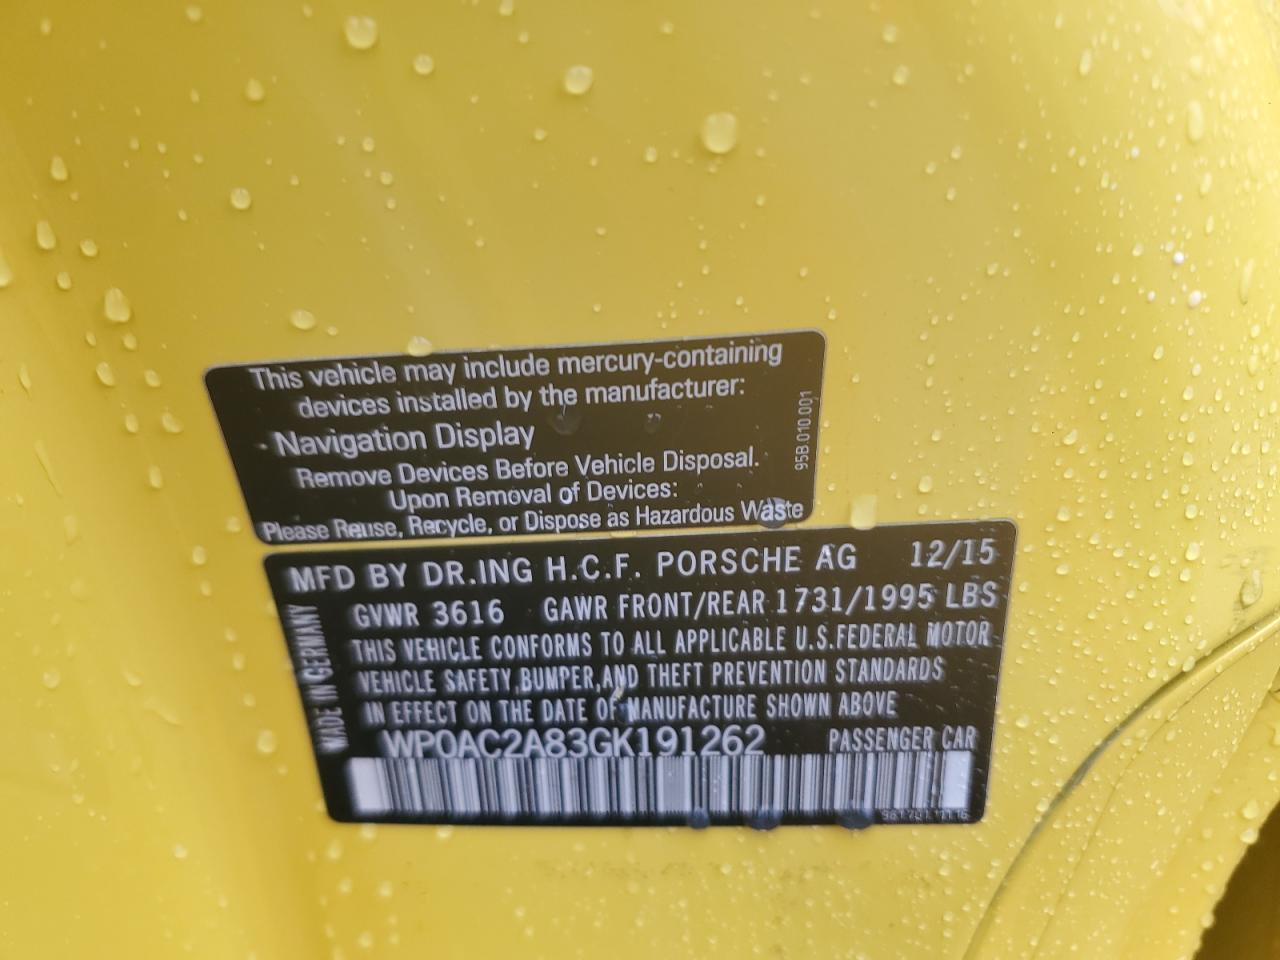 This vehicle may include mercury-containing
devices installed by the manufacturer:
- Navigation Display
Remove Devices Before Vehicle Disposal.
Upon Removal of Devices:
Please Reuse, Recycle, or Dispose as Hazardous Waste
95B.010.001
MFD BY DR.ING H.C.F. PORSCHE AG 12/15
GVWR 3616 GAWR FRONT/REAR 1731/1995 LBS
THIS VEHICLE CONFORMS TO ALL APPLICABLE U.S.FEDERAL MOTOR
VEHICLE SAFETY,BUMPER,AND THEFT PREVENTION STANDARDS
IN EFFECT ON THE DATE OF MANUFACTURE SHOWN ABOVE
WP0AC2A83GK191262 PASSENGER CAR
MADE IN GERMANY